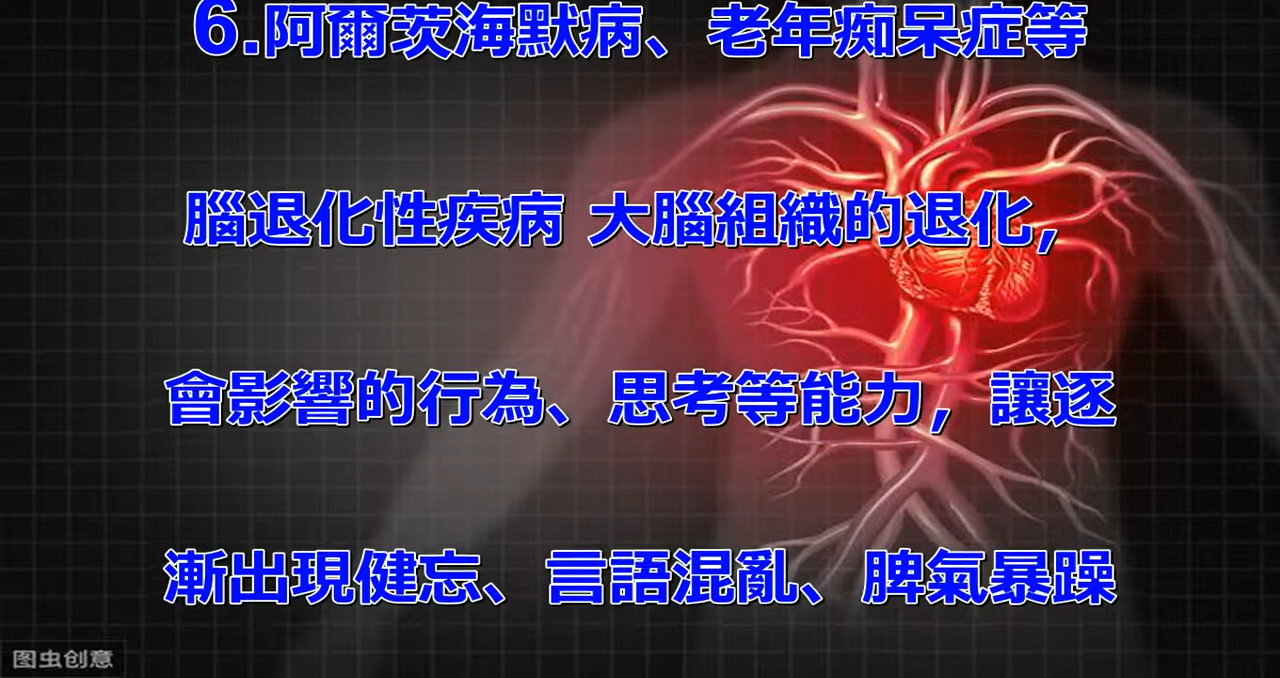 6.阿爾茨海默病、老年痴呆症等
腦退化性疾病 大腦組織的退化,
會影響的行為、思考等能力，讓逐
漸出現健忘、言語混亂、脾氣暴躁
图虫创意